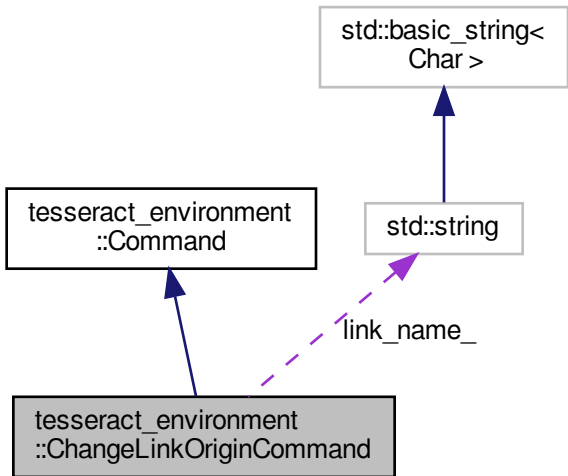 std::basic_string<
Char >
tesseract_environment
::Command
std::string
link_name_
tesseract_environment
::ChangeLinkOriginCommand